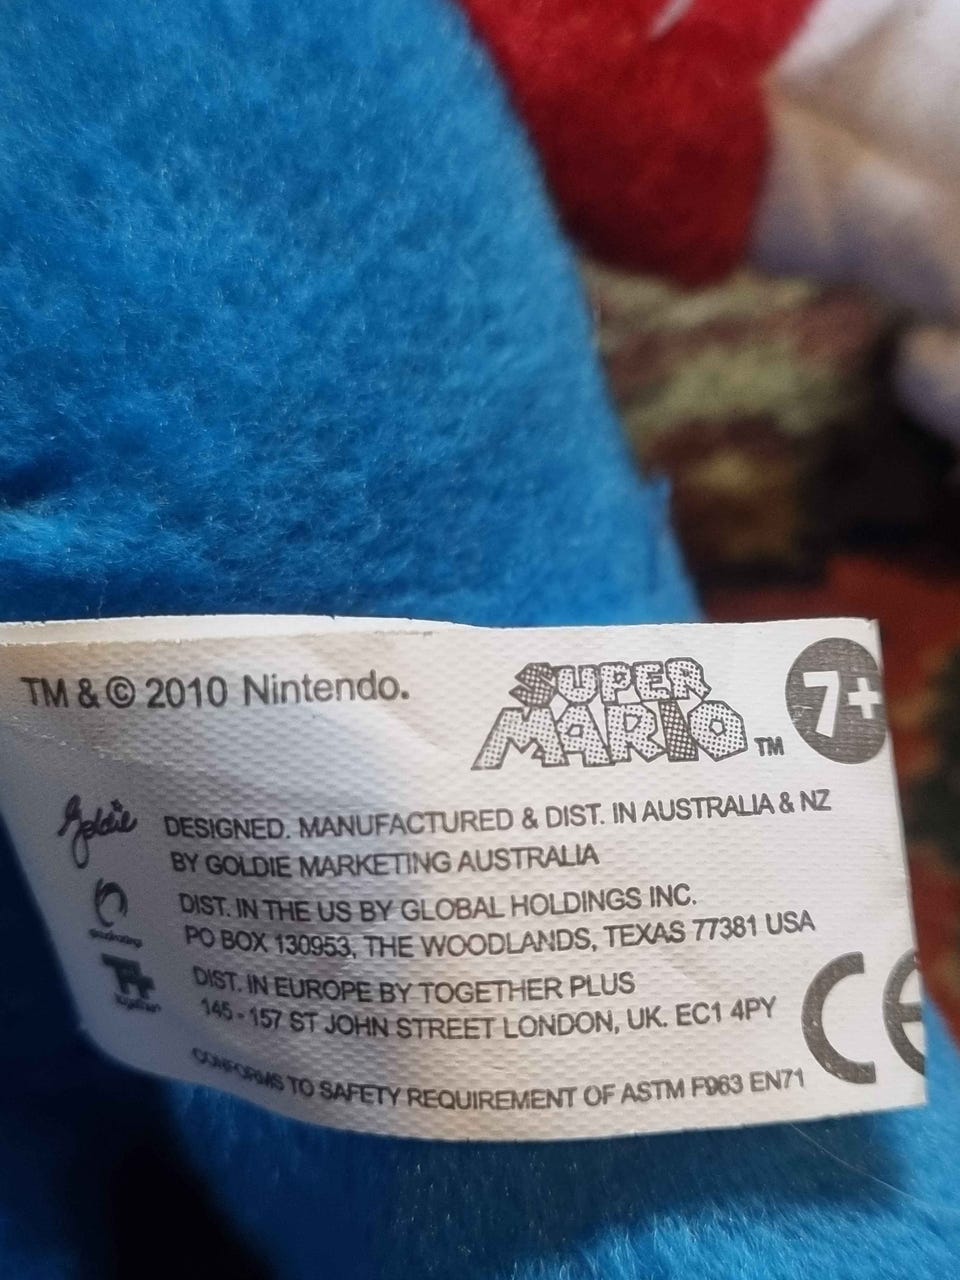 TM & © 2010 Nintendo.
SUPER
MARIO TM
7+
Goldie
DESIGNED. MANUFACTURED & DIST. IN AUSTRALIA & NZ
BY GOLDIE MARKETING AUSTRALIA
DIST. IN THE US BY GLOBAL HOLDINGS INC.
PO BOX 130953, THE WOODLANDS, TEXAS 77381 USA
DIST. IN EUROPE BY TOGETHER PLUS
145 - 157 ST JOHN STREET LONDON, UK. EC1 4PY
CE
CONFORMS TO SAFETY REQUIREMENT OF ASTM F963 EN71